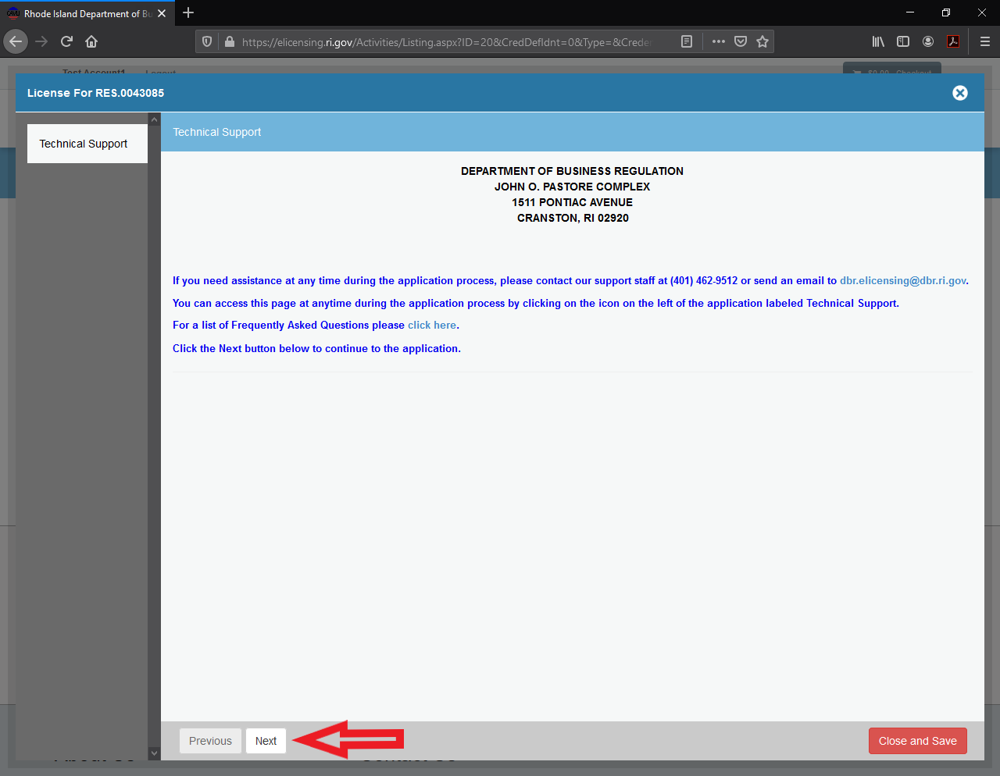 Rhode Island Department of Bu
https://elicensing.ri.gov/Activities/Listing.aspx?ID=20&CredDefIdnt=0&Type=&Creder
Test Account1 Logout $0.00 Checkout
License For RES.0043085
Technical Support
Technical Support
DEPARTMENT OF BUSINESS REGULATION
JOHN O. PASTORE COMPLEX
1511 PONTIAC AVENUE
CRANSTON, RI 02920
If you need assistance at any time during the application process, please contact our support staff at (401) 462-9512 or send an email to dbr.elicensing@dbr.ri.gov.
You can access this page at anytime during the application process by clicking on the icon on the left of the application labeled Technical Support.
For a list of Frequently Asked Questions please click here.
Click the Next button below to continue to the application.
Previous Next Close and Save
About Us Contact Us